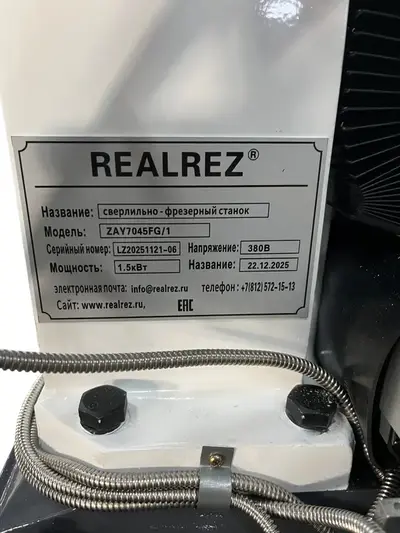 REALREZ®
Название: сверлильно-фрезерный станок
Модель: ZAY7045FG/1
Серийный номер: LZ20251121-06 Напряжение: 380В
Мощность: 1.5кВт Название: 22.12.2025
электронная почта: info@realrez.ru телефон: +7(812)572-15-13
Сайт: www.realrez.ru, EAC